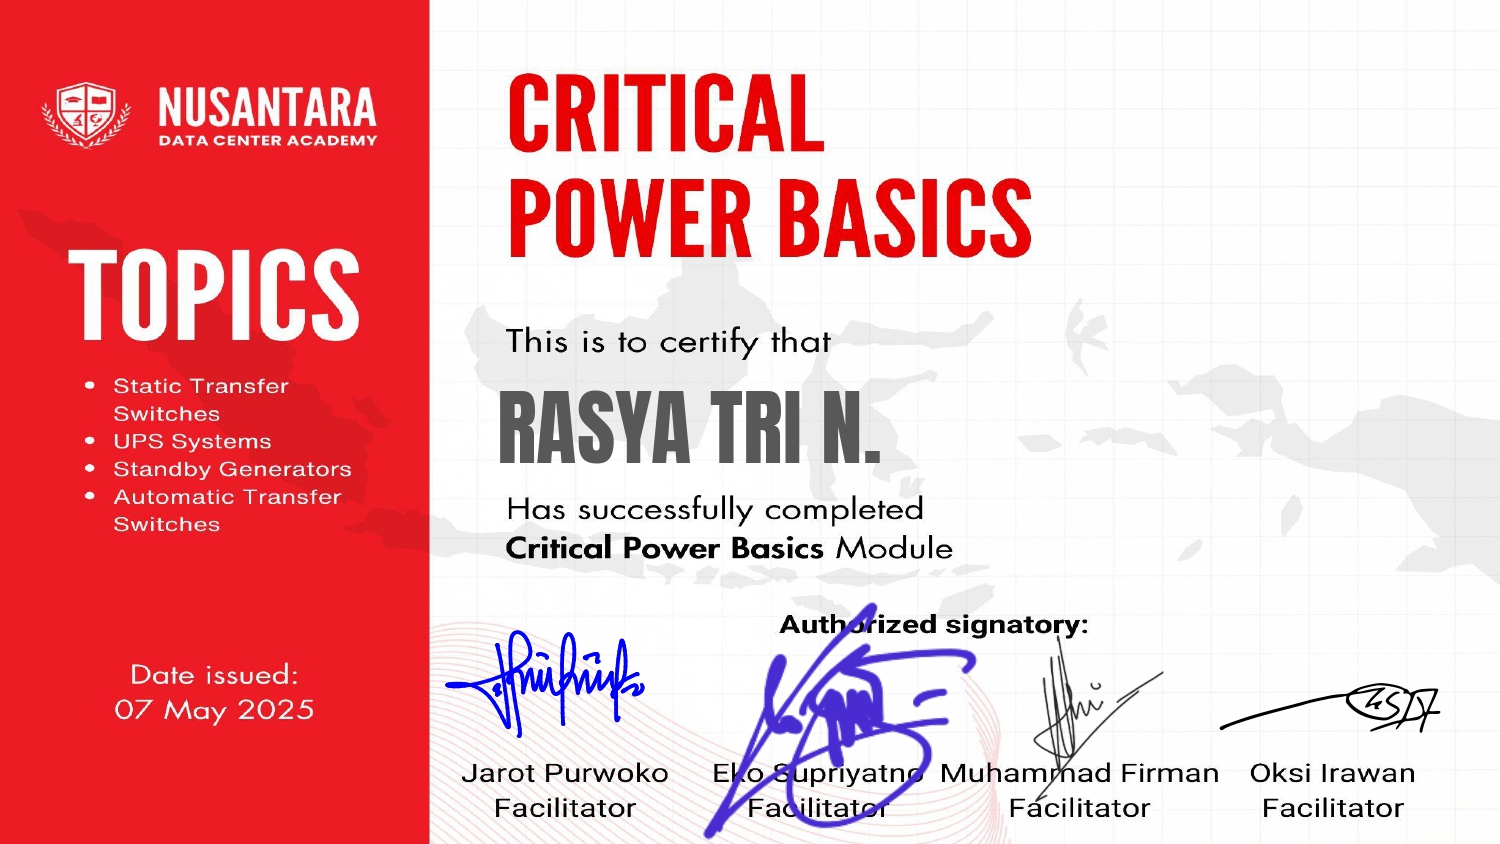 NUSANTARA
DATA CENTER ACADEMY
TOPICS
• Static Transfer
Switches
• UPS Systems
• Standby Generators
• Automatic Transfer
Switches
Date issued:
07 May 2025
CRITICAL
POWER BASICS
This is to certify that
RASYA TRI N.
Has successfully completed
Critical Power Basics Module
Authorized signatory:
Jarot Purwoko
Facilitator
Eko Supriyatno
Facilitator
Muhammad Firman
Facilitator
Oksi Irawan
Facilitator